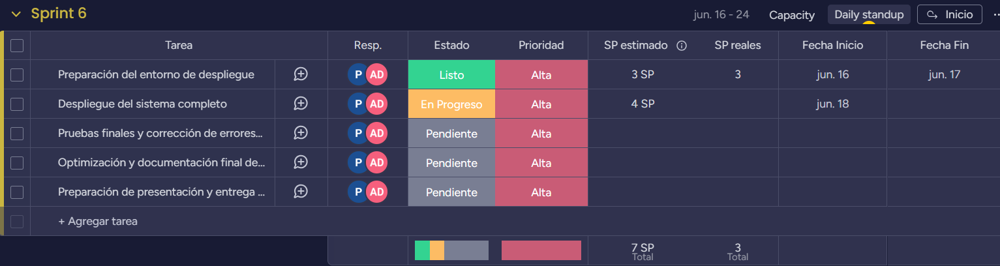 Sprint 6 jun. 16 - 24 Capacity Daily standup Inicio
Tarea Resp. Estado Prioridad SP estimado SP reales Fecha Inicio Fecha Fin
Preparación del entorno de despliegue P AD Listo Alta 3 SP 3 jun. 16 jun. 17
Despliegue del sistema completo P AD En Progreso Alta 4 SP jun. 18
Pruebas finales y corrección de errores... P AD Pendiente Alta
Optimización y documentación final de... P AD Pendiente Alta
Preparación de presentación y entrega ... P AD Pendiente Alta
+ Agregar tarea
7 SP 3
Total Total